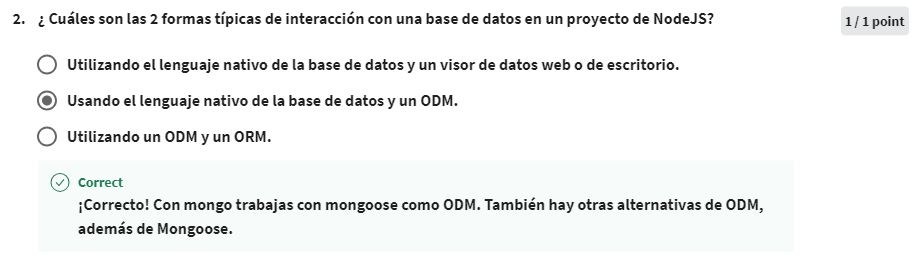 2. ¿ Cuáles son las 2 formas típicas de interacción con una base de datos en un proyecto de NodeJS?
1 / 1 point
Utilizando el lenguaje nativo de la base de datos y un visor de datos web o de escritorio.
Usando el lenguaje nativo de la base de datos y un ODM.
Utilizando un ODM y un ORM.
Correct
¡Correcto! Con mongo trabajas con mongoose como ODM. También hay otras alternativas de ODM,
además de Mongoose.